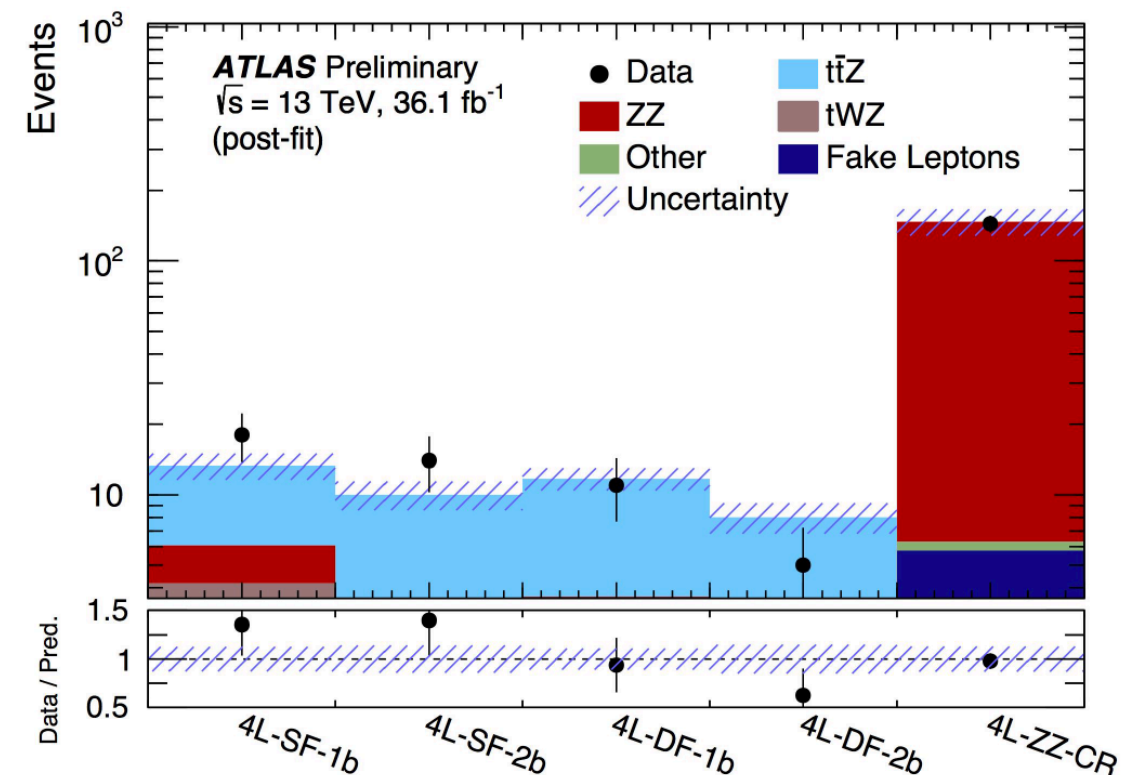 Events
10³
10²
10
ATLAS Preliminary
√s = 13 TeV, 36.1 fb⁻¹
(post-fit)
Data
tt̄Z
ZZ
tWZ
Other
Fake Leptons
Uncertainty
Data / Pred.
1.5
1
0.5
4L-SF-1b
4L-SF-2b
4L-DF-1b
4L-DF-2b
4L-ZZ-CR